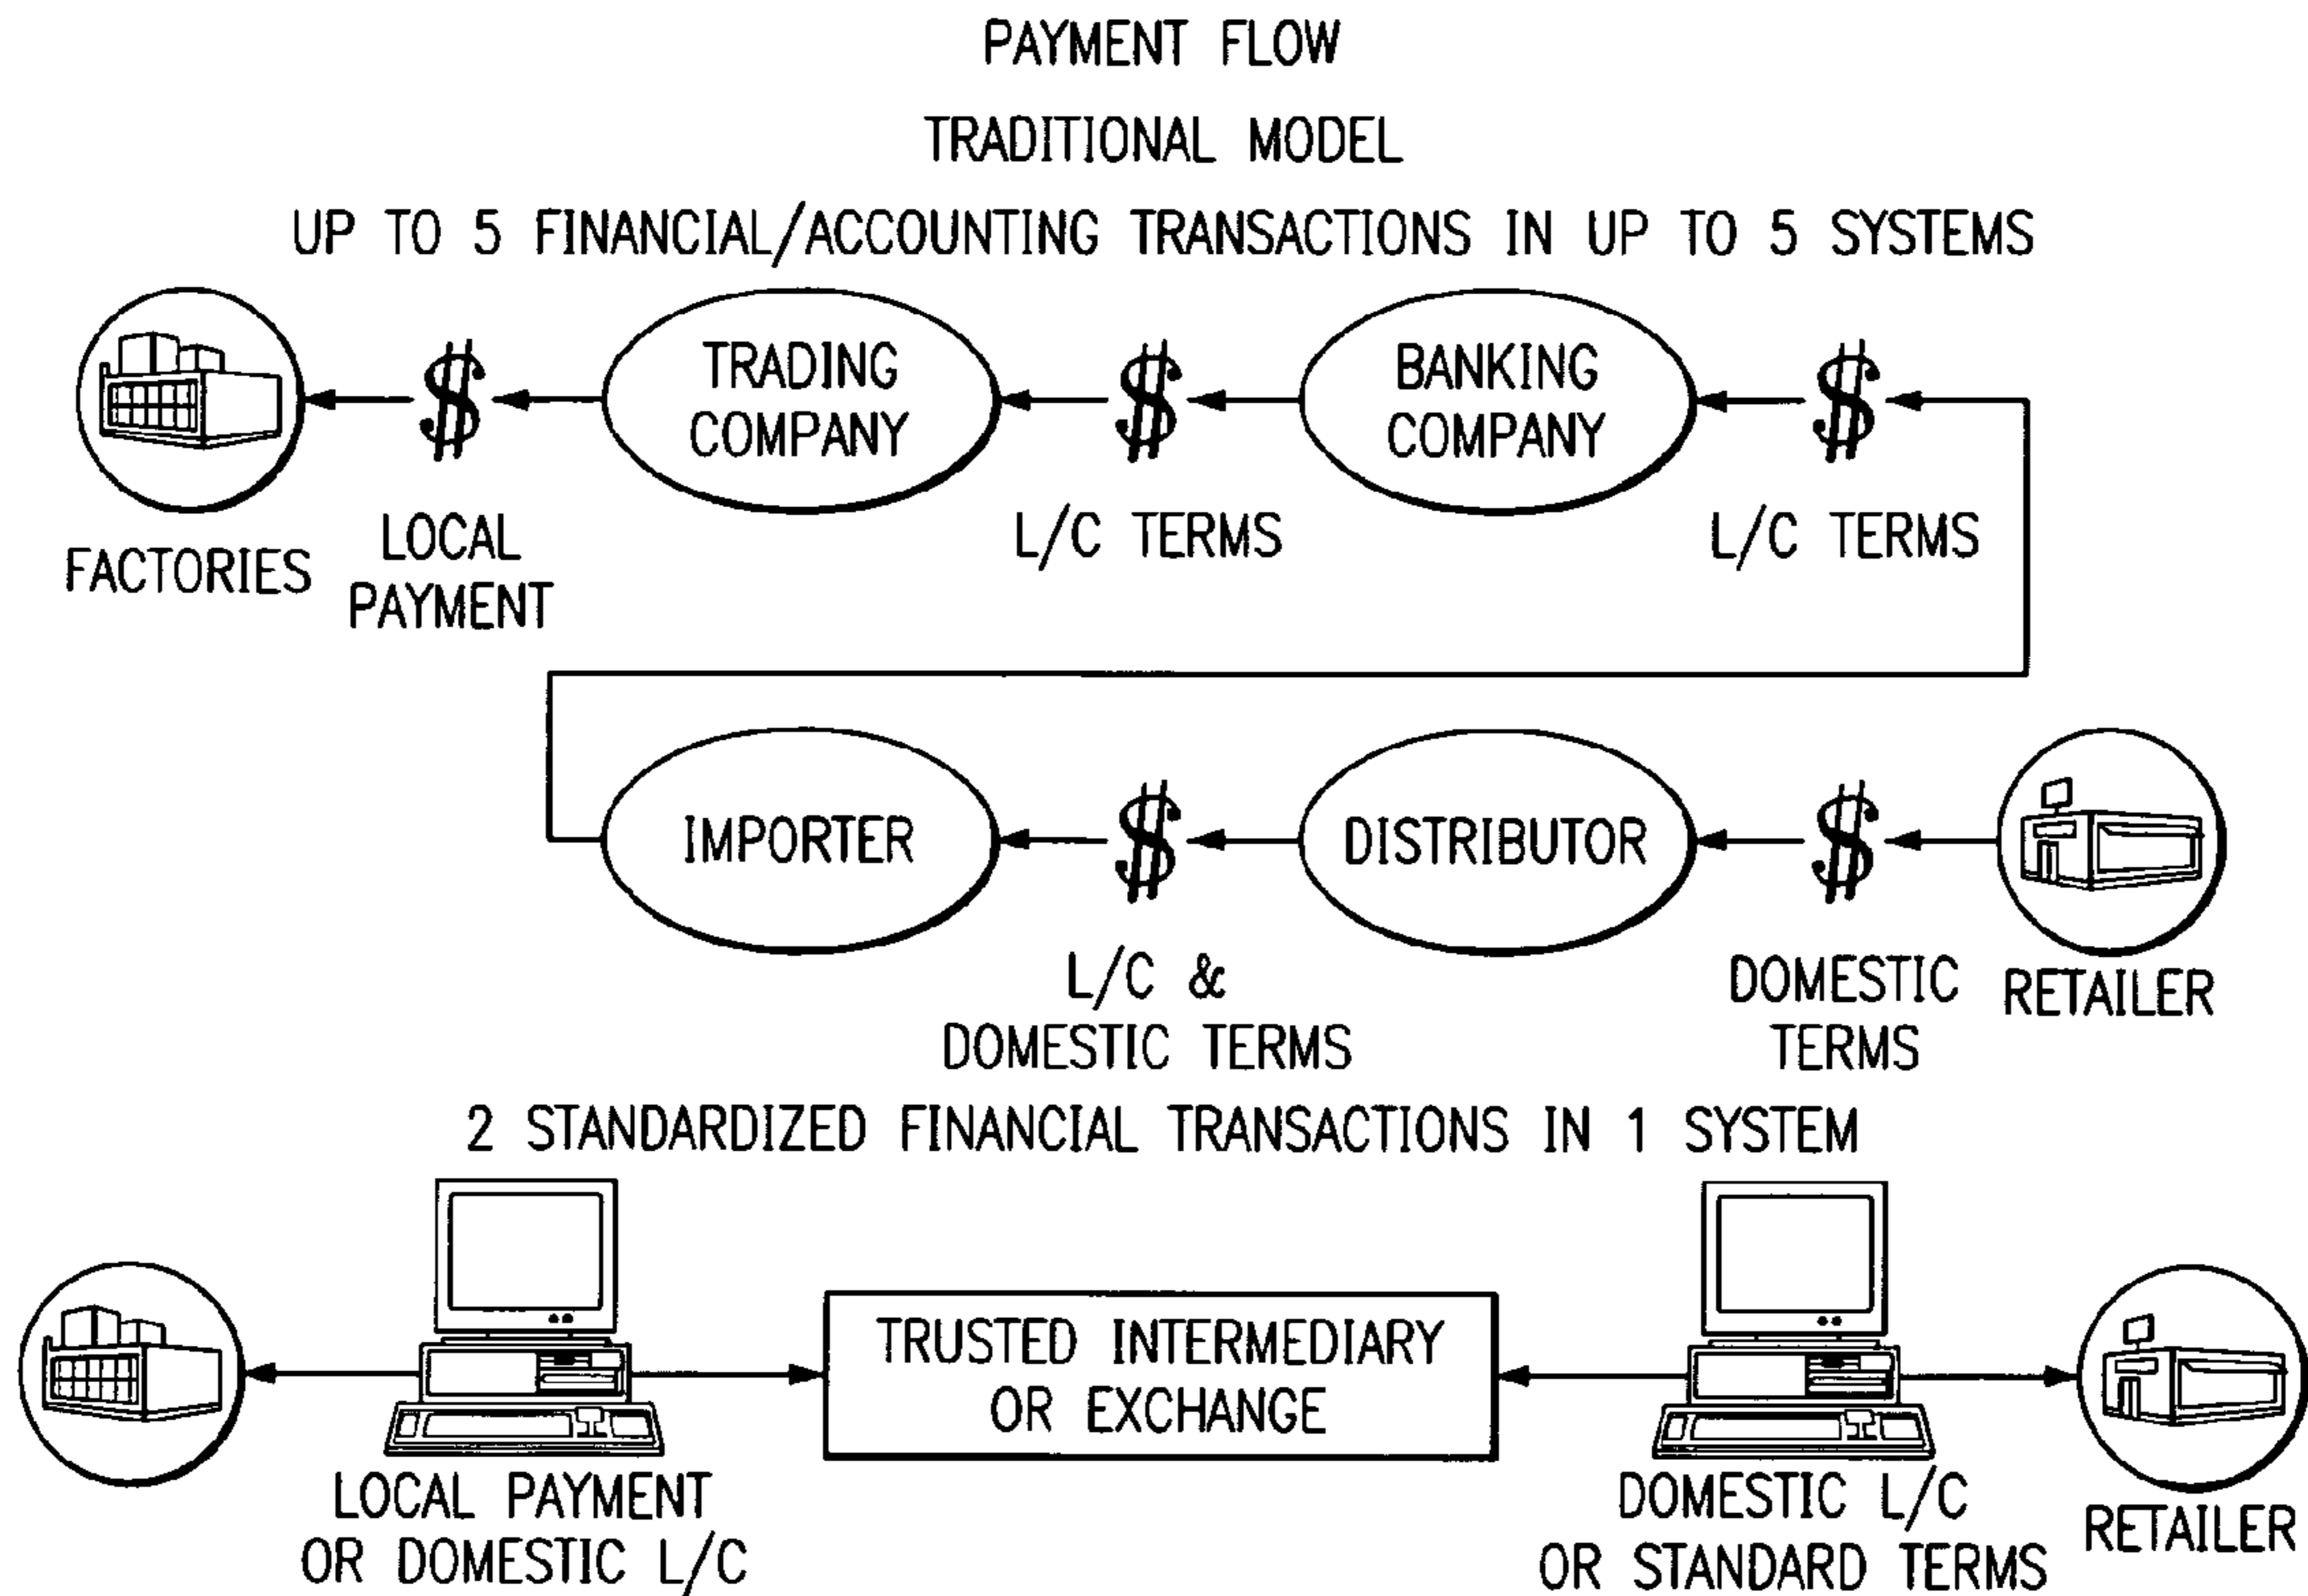 PAYMENT FLOW
TRADITIONAL MODEL
UP TO 5 FINANCIAL/ACCOUNTING TRANSACTIONS IN UP TO 5 SYSTEMS
$
TRADING
COMPANY
$
BANKING
COMPANY
$
FACTORIES
LOCAL
PAYMENT
L/C TERMS
L/C TERMS
IMPORTER
$
DISTRIBUTOR
$
L/C &
DOMESTIC TERMS
DOMESTIC
TERMS
RETAILER
2 STANDARDIZED FINANCIAL TRANSACTIONS IN 1 SYSTEM
TRUSTED INTERMEDIARY
OR EXCHANGE
LOCAL PAYMENT
OR DOMESTIC L/C
DOMESTIC L/C
OR STANDARD TERMS
RETAILER